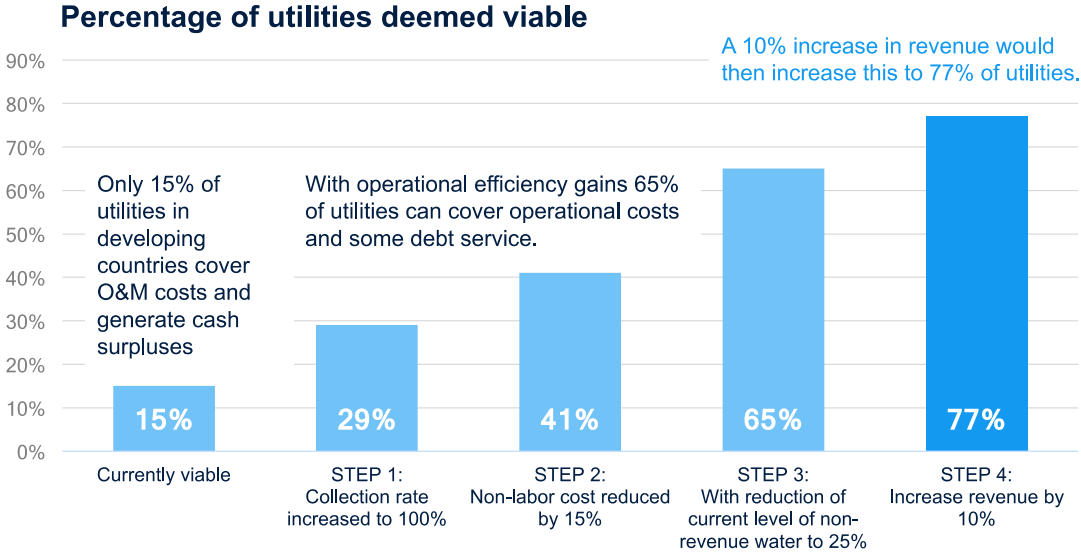 Percentage of utilities deemed viable
A 10% increase in revenue would
then increase this to 77% of utilities.
90%
80%
70%
60%
50%
40%
30%
20%
10%
0%
Only 15% of
utilities in
developing
countries cover
O&M costs and
generate cash
surpluses
With operational efficiency gains 65%
of utilities can cover operational costs
and some debt service.
15%
29%
41%
65%
77%
Currently viable
STEP 1:
Collection rate
increased to 100%
STEP 2:
Non-labor cost reduced
by 15%
STEP 3:
With reduction of
current level of non-
revenue water to 25%
STEP 4:
Increase revenue by
10%